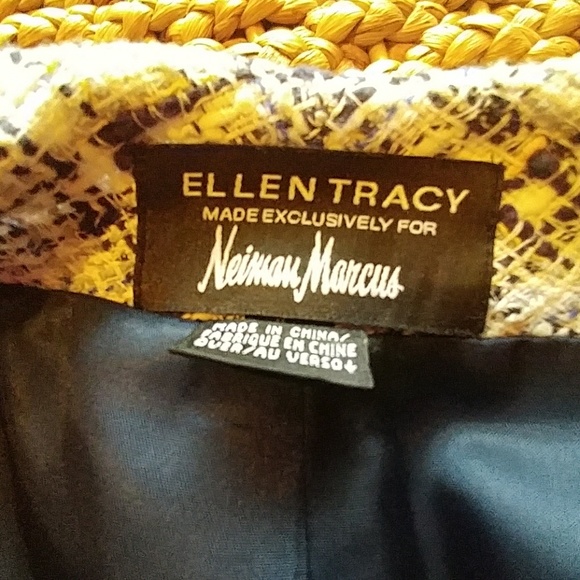 ELLEN TRACY
MADE EXCLUSIVELY FOR
Neiman Marcus
MADE IN CHINA/
FABRIQUE EN CHINE
OVER/AU VERSO↓